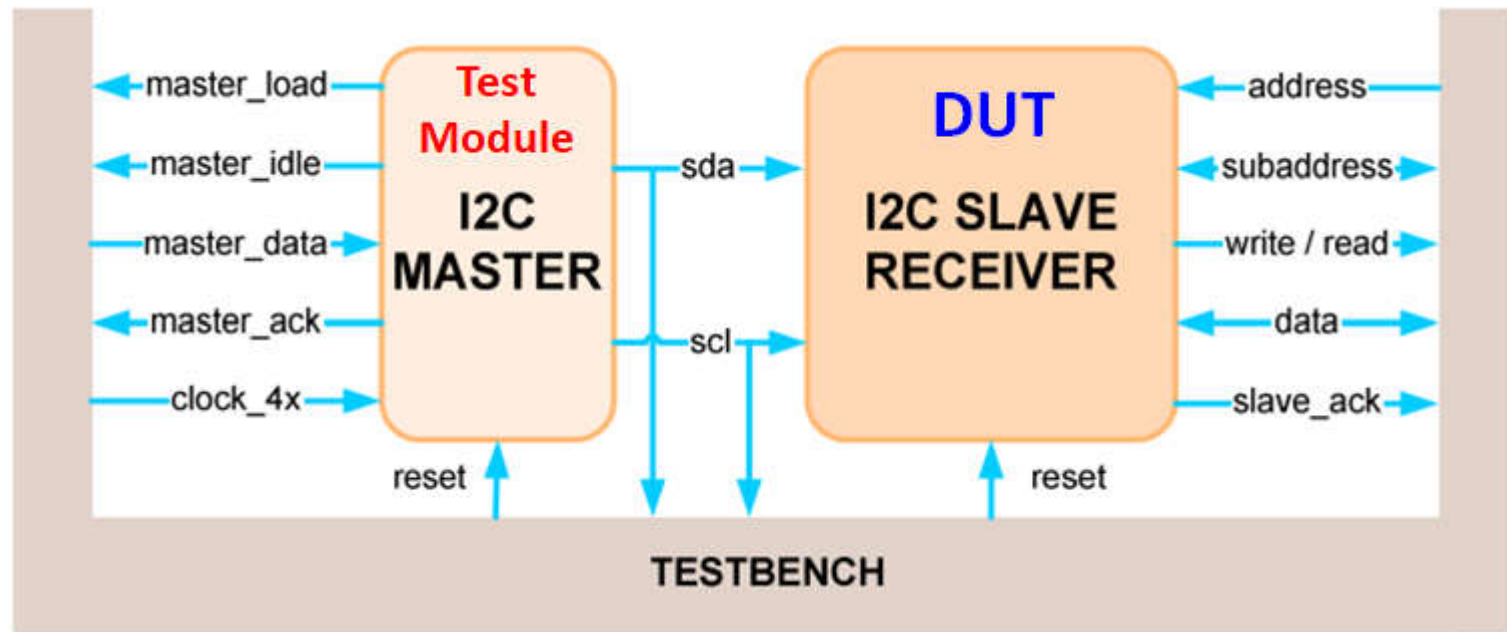 master_load
master_idle
master_data
master_ack
clock_4x
Test
Module
I2C
MASTER
reset
sda
scl
DUT
I2C SLAVE
RECEIVER
reset
address
subaddress
write / read
data
slave_ack
TESTBENCH